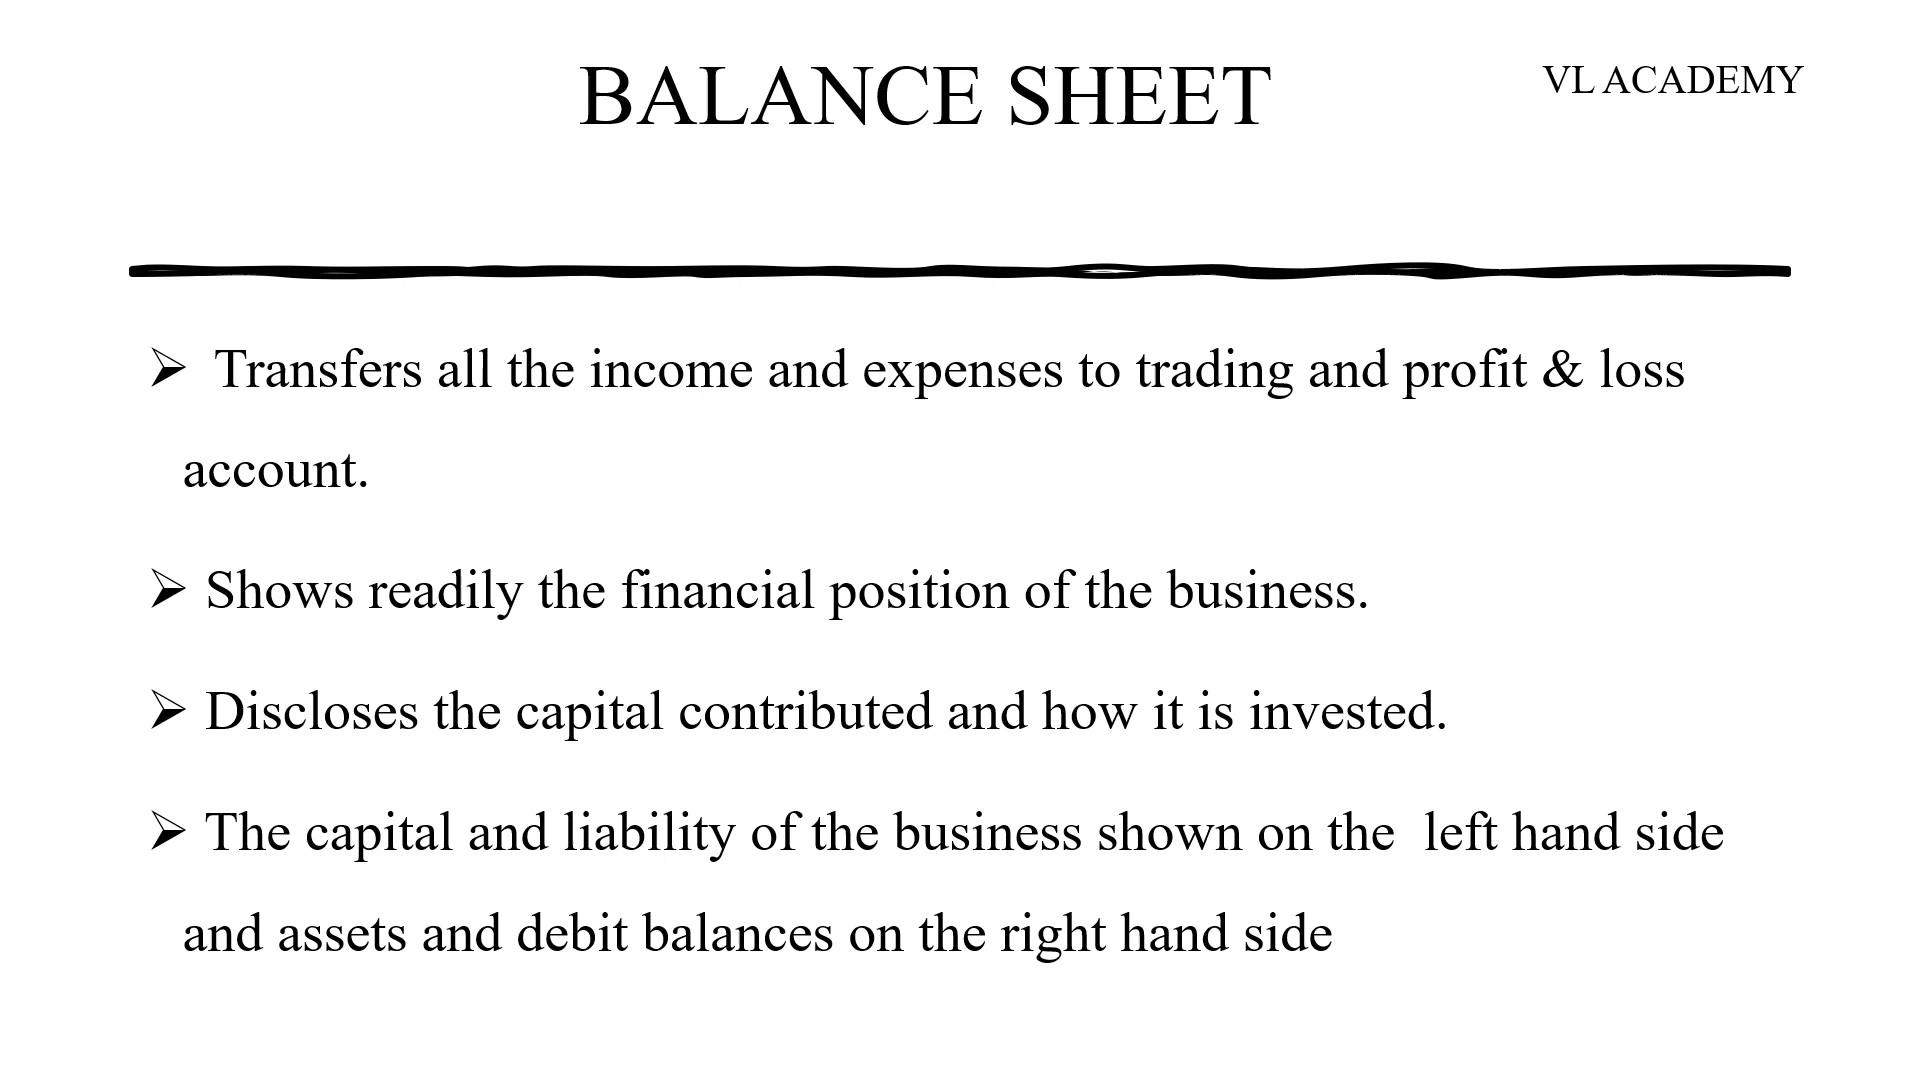 BALANCE SHEET
VL ACADEMY
➢ Transfers all the income and expenses to trading and profit & loss
account.
➢ Shows readily the financial position of the business.
➢ Discloses the capital contributed and how it is invested.
➢ The capital and liability of the business shown on the  left hand side
and assets and debit balances on the right hand side